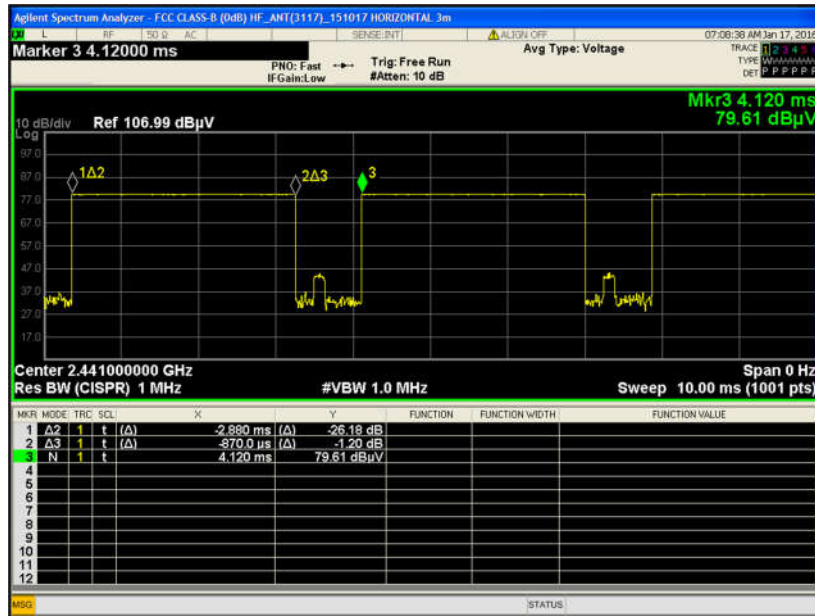 Agilent Spectrum Analyzer - FCC CLASS-B (0dB) HF_ANT(3117)_151017 HORIZONTAL 3m
L RF 50 Ω AC SENSE:INT ALIGN OFF 07:08:38 AM Jan 17, 2016
Marker 3 4.12000 ms
Avg Type: Voltage
TRACE 1 2 3 4 5
PNO: Fast Trig: Free Run
TYPE
IFGain:Low #Atten: 10 dB
DET P P P P P P
Mkr3 4.120 ms
79.61 dBµV
10 dB/div Ref 106.99 dBµV
Log
97.0
87.0
77.0
67.0
57.0
47.0
37.0
27.0
17.0
1Δ2
2Δ3
3
Center 2.441000000 GHz Span 0 Hz
Res BW (CISPR) 1 MHz #VBW 1.0 MHz Sweep 10.00 ms (1001 pts)
MKR MODE TRC SCL X Y FUNCTION FUNCTION WIDTH FUNCTION VALUE
1 Δ2 1 t (Δ) -2.880 ms (Δ) -26.18 dB
2 Δ3 1 t (Δ) -870.0 µs (Δ) -1.20 dB
3 N 1 t 4.120 ms 79.61 dBµV
4
5
6
7
8
9
10
11
12
MSG STATUS